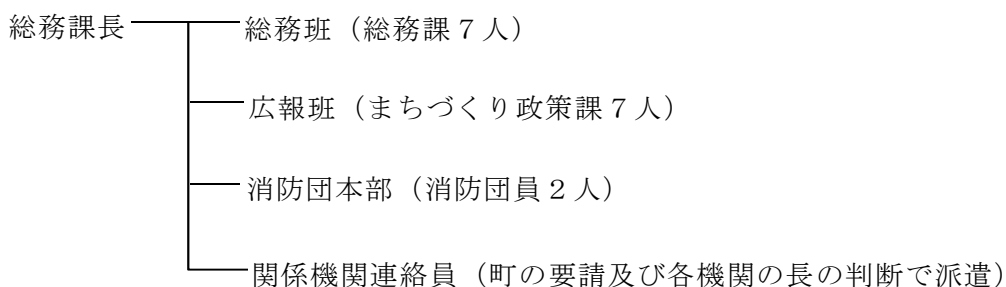 総務課長 総務班（総務課７人）
広報班（まちづくり政策課７人）
消防団本部（消防団員２人）
関係機関連絡員（町の要請及び各機関の長の判断で派遣）